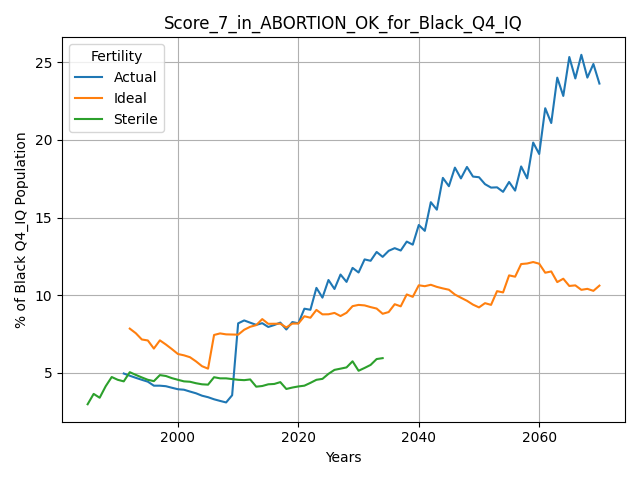 Score_7_in_ABORTION_OK_for_Black_Q4_IQ
Fertility
Actual
Ideal
Sterile
% of Black Q4_IQ Population
25
20
15
10
5
2000 2020 2040 2060
Years